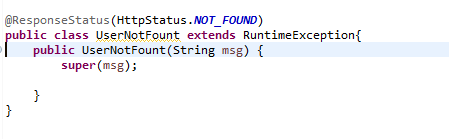 @ResponseStatus(HttpStatus.NOT_FOUND)
public class UserNotFount extends RuntimeException{
public UserNotFount(String msg) {
super(msg);
}
}